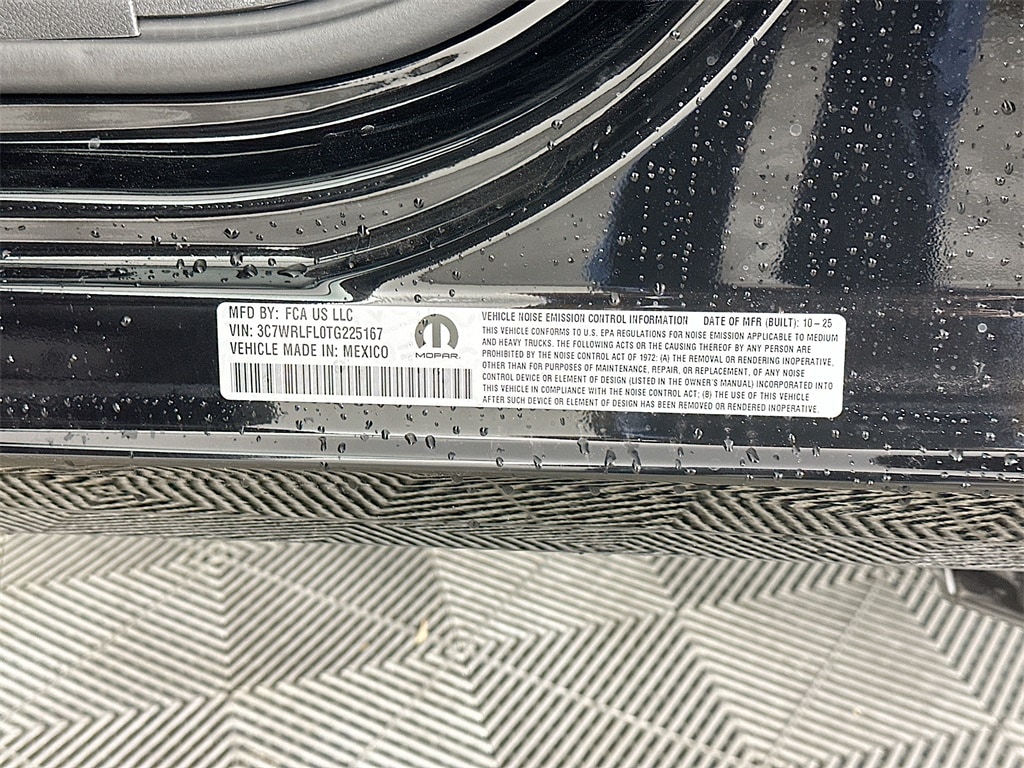 MFD BY: FCA US LLC
VIN: 3C7WRLFL0TG225167
VEHICLE MADE IN: MEXICO
MOPAR
VEHICLE NOISE EMISSION CONTROL INFORMATION DATE OF MFR (BUILT): 10-25
THIS VEHICLE CONFORMS TO U.S. EPA REGULATIONS FOR NOISE EMISSION APPLICABLE TO MEDIUM
AND HEAVY TRUCKS. THE FOLLOWING ACTS OR THE CAUSING THEREOF BY ANY PERSON ARE
PROHIBITED BY THE NOISE CONTROL ACT OF 1972: (A) THE REMOVAL OR RENDERING INOPERATIVE,
OTHER THAN FOR PURPOSES OF MAINTENANCE, REPAIR, OR REPLACEMENT, OF ANY NOISE
CONTROL DEVICE OR ELEMENT OF DESIGN (LISTED IN THE OWNER'S MANUAL) INCORPORATED INTO
THIS VEHICLE IN COMPLIANCE WITH THE NOISE CONTROL ACT; (B) THE USE OF THIS VEHICLE
AFTER SUCH DEVICE OR ELEMENT OF DESIGN HAS BEEN REMOVED OR RENDERED INOPERATIVE.